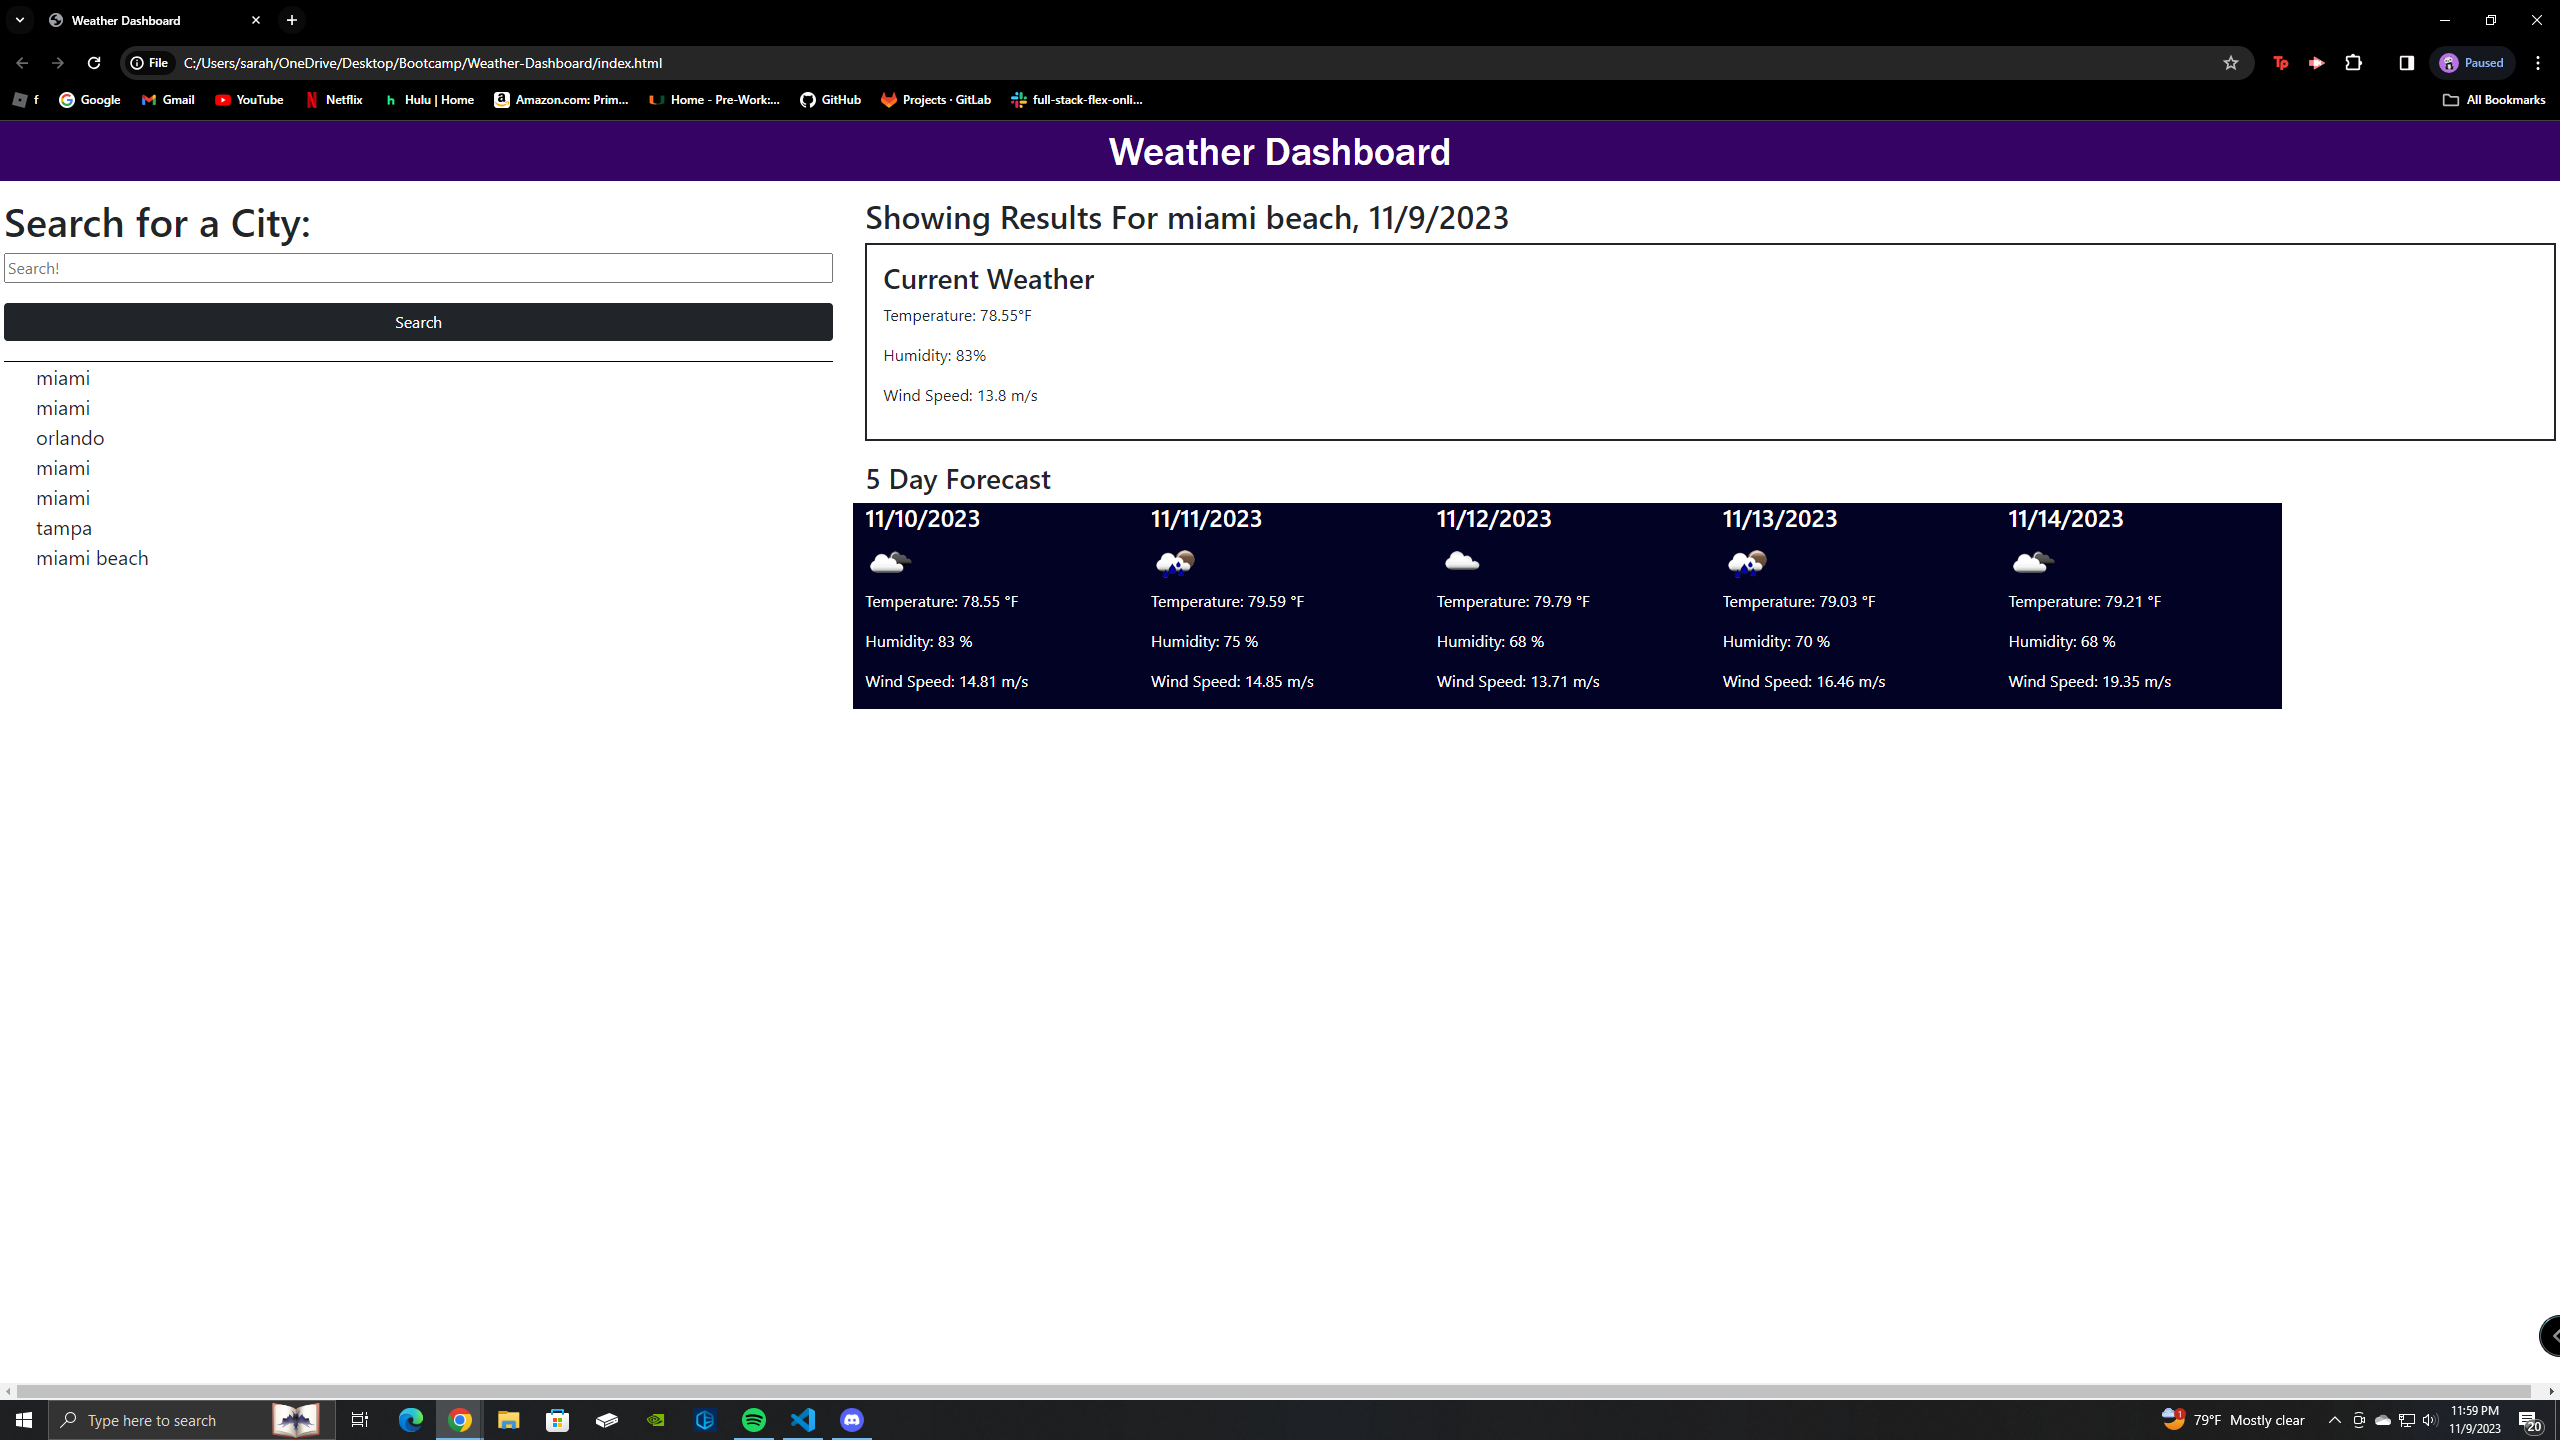 Weather Dashboard
File C:/Users/sarah/OneDrive/Desktop/Bootcamp/Weather-Dashboard/index.html Paused
f Google Gmail YouTube Netflix Hulu | Home Amazon.com: Prim... Home - Pre-Work:... GitHub Projects · GitLab full-stack-flex-onli... All Bookmarks
Weather Dashboard
Search for a City:
Search!
Search
miami
miami
orlando
miami
miami
tampa
miami beach
Showing Results For miami beach, 11/9/2023
Current Weather
Temperature: 78.55°F
Humidity: 83%
Wind Speed: 13.8 m/s
5 Day Forecast
11/10/2023 11/11/2023 11/12/2023 11/13/2023 11/14/2023
Temperature: 78.55 °F Temperature: 79.59 °F Temperature: 79.79 °F Temperature: 79.03 °F Temperature: 79.21 °F
Humidity: 83 % Humidity: 75 % Humidity: 68 % Humidity: 70 % Humidity: 68 %
Wind Speed: 14.81 m/s Wind Speed: 14.85 m/s Wind Speed: 13.71 m/s Wind Speed: 16.46 m/s Wind Speed: 19.35 m/s
Type here to search
1 79°F Mostly clear
11:59 PM
11/9/2023
20